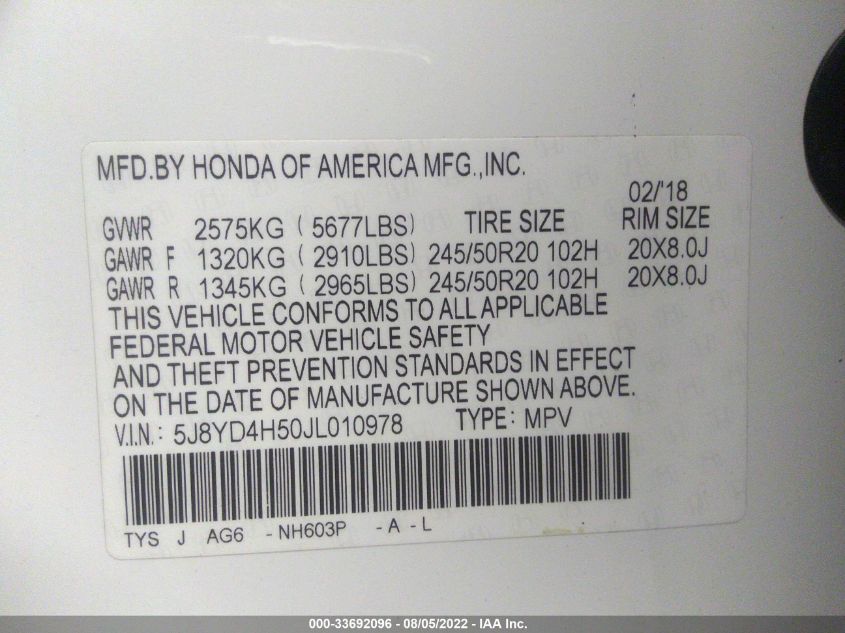 MFD.BY HONDA OF AMERICA MFG.,INC.
02/'18
GVWR 2575KG ( 5677LBS) TIRE SIZE RIM SIZE
GAWR F 1320KG ( 2910LBS) 245/50R20 102H 20X8.0J
GAWR R 1345KG ( 2965LBS) 245/50R20 102H 20X8.0J
THIS VEHICLE CONFORMS TO ALL APPLICABLE
FEDERAL MOTOR VEHICLE SAFETY
AND THEFT PREVENTION STANDARDS IN EFFECT
ON THE DATE OF MANUFACTURE SHOWN ABOVE.
V.I.N.: 5J8YD4H50JL010978 TYPE: MPV
TYS J AG6 -NH603P -A -L
000-33692096 - 08/05/2022 - IAA Inc.